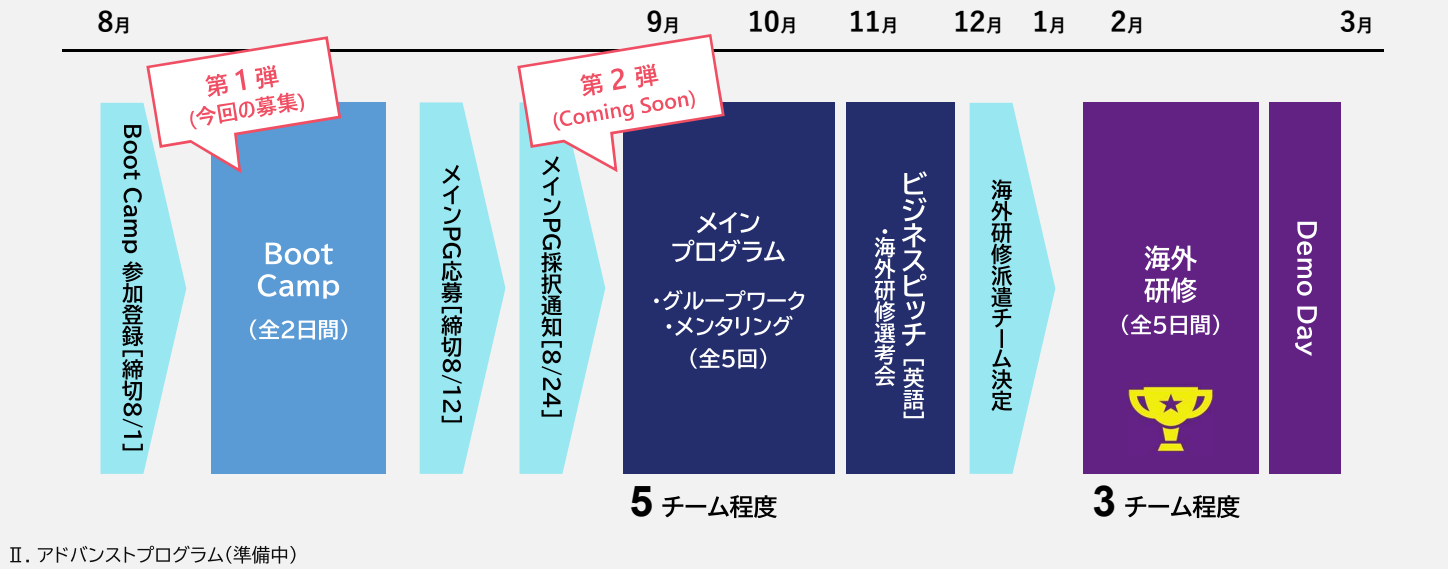 8月
9月
10月
11月
12月
1月
2月
3月
第1弾
(今回の募集)
第2弾
(Coming Soon)
Boot Camp 参加登録[締切8/1]
Boot
Camp
(全2日間)
メインPG応募[締切8/12]
メインPG採択通知[8/24]
メイン
プログラム
・グループワーク
・メンタリング
(全5回)
ビジネスピッチ [英語]
・海外研修選考会
海外研修派遣チーム決定
海外
研修
(全5日間)
Demo Day
5 チーム程度
3 チーム程度
Ⅱ. アドバンストプログラム(準備中)